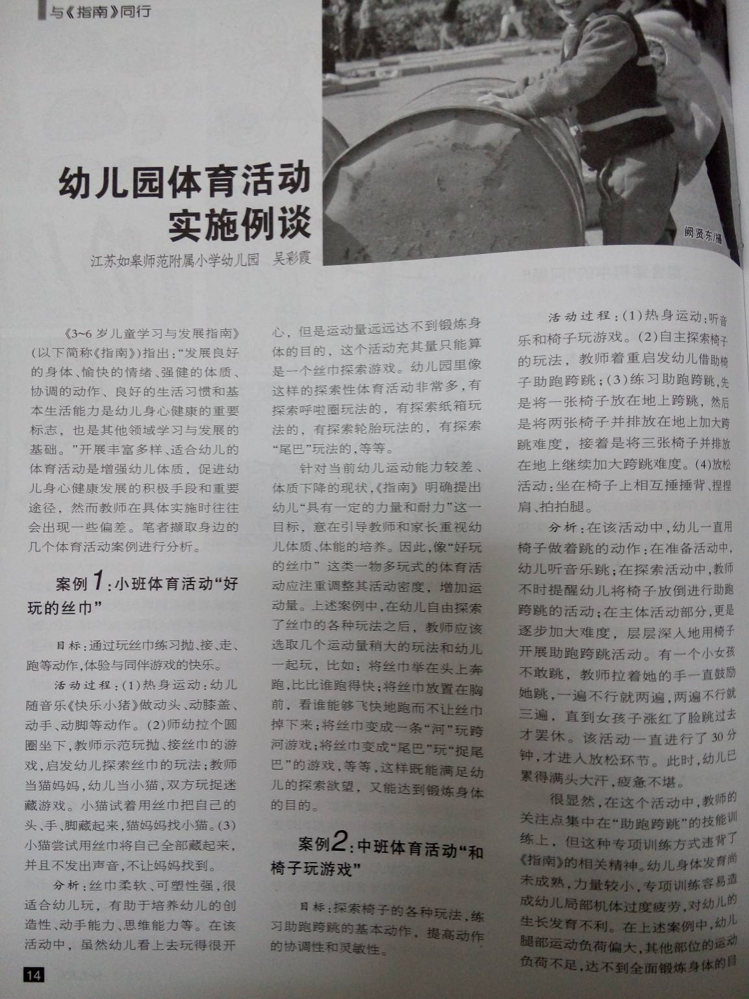 与《指南》同行
幼儿园体育活动
实施例谈
江苏如皋师范附属小学幼儿园 吴彩霞
阙贤东/摄
《3~6 岁儿童学习与发展指南》
(以下简称《指南》)指出:“发展良好
的身体、愉快的情绪、强健的体质、
协调的动作、良好的生活习惯和基
本生活能力是幼儿身心健康的重要
标志，也是其他领域学习与发展的
基础。”开展丰富多样、适合幼儿的
体育活动是增强幼儿体质，促进幼
儿身心健康发展的积极手段和重要
途径，然而教师在具体实施时往往
会出现一些偏差。笔者撷取身边的
几个体育活动案例进行分析。
案例1:小班体育活动“好
玩的丝巾”
目标:通过玩丝巾练习抛、接、走、
跑等动作,体验与同伴游戏的快乐。
活动过程:(1)热身运动:幼儿
随音乐《快乐小猪》做动头、动膝盖、
动手、动脚等动作。(2)师幼拉个圆
圈坐下,教师示范玩抛、接丝巾的游
戏,启发幼儿探索丝巾的玩法;教师
当猫妈妈,幼儿当小猫,双方玩捉迷
藏游戏。小猫试着用丝巾把自己的
头、手、脚藏起来,猫妈妈找小猫。(3)
小猫尝试用丝巾将自己全部藏起来,
并且不发出声音,不让妈妈找到。
分析:丝巾柔软、可塑性强,很
适合幼儿玩，有助于培养幼儿的创
造性、动手能力、思维能力等。在该
活动中，虽然幼儿看上去玩得很开
14
心，但是运动量远远达不到锻炼身
体的目的，这个活动充其量只能算
是一个丝巾探索游戏。幼儿园里像
这样的探索性体育活动非常多,有
探索呼啦圈玩法的，有探索纸箱玩
法的，有探索轮胎玩法的，有探索
“尾巴”玩法的,等等。
针对当前幼儿运动能力较差、
体质下降的现状,《指南》明确提出
幼儿“具有一定的力量和耐力”这一
目标，意在引导教师和家长重视幼
儿体质、体能的培养。因此,像“好玩
的丝巾”这类一物多玩式的体育活
动应注重调整其活动密度，增加运
动量。上述案例中,在幼儿自由探索
了丝巾的各种玩法之后，教师应该
选取几个运动量稍大的玩法和幼儿
一起玩，比如：将丝巾举在头上奔
跑,比比谁跑得快;将丝巾放置在胸
前，看谁能够飞快地跑而不让丝巾
掉下来;将丝巾变成一条“河”玩跨
河游戏;将丝巾变成“尾巴”玩“捉尾
巴”的游戏,等等,这样既能满足幼
儿的探索欲望，又能达到锻炼身体
的目的。
案例2:中班体育活动“和
椅子玩游戏”
目标:探索椅子的各种玩法,练
习助跑跨跳的基本动作，提高动作
的协调性和灵敏性。
活动过程:(1)热身运动:听音
乐和椅子玩游戏。(2)自主探索椅子
的玩法，教师着重启发幼儿借助椅
子助跑跨跳;(3)练习助跑跨跳,先
是将一张椅子放在地上跨跳，然后
是将两张椅子并排放在地上加大跨
跳难度，接着是将三张椅子并排放
在地上继续加大跨跳难度。(4)放松
活动:坐在椅子上相互捶捶背、捏捏
肩、拍拍腿。
分析:在该活动中,幼儿一直用
椅子做着跳的动作:在准备活动中,
幼儿听音乐跳;在探索活动中,教师
不时提醒幼儿将椅子放倒进行助跑
跨跳的活动;在主体活动部分,更是
逐步加大难度，层层深入地用椅子
开展助跑跨跳活动。有一个小女孩
不敢跳，教师拉着她的手一直鼓励
她跳,一遍不行就两遍,两遍不行就
三遍，直到女孩子涨红了脸跳过去
才罢休。该活动一直进行了 30 分
钟,才进入放松环节。此时,幼儿已
累得满头大汗,疲惫不堪。
很显然,在这个活动中,教师的
关注点集中在“助跑跨跳”的技能训
练上，但这种专项训练方式违背了
《指南》的相关精神。幼儿身体发育尚
未成熟,力量较小,专项训练容易造
成幼儿局部机体过度疲劳,对幼儿的
生长发育不利。在上述案例中,幼儿
腿部运动负荷偏大,其他部位的运动
负荷不足,达不到全面锻炼身体的目